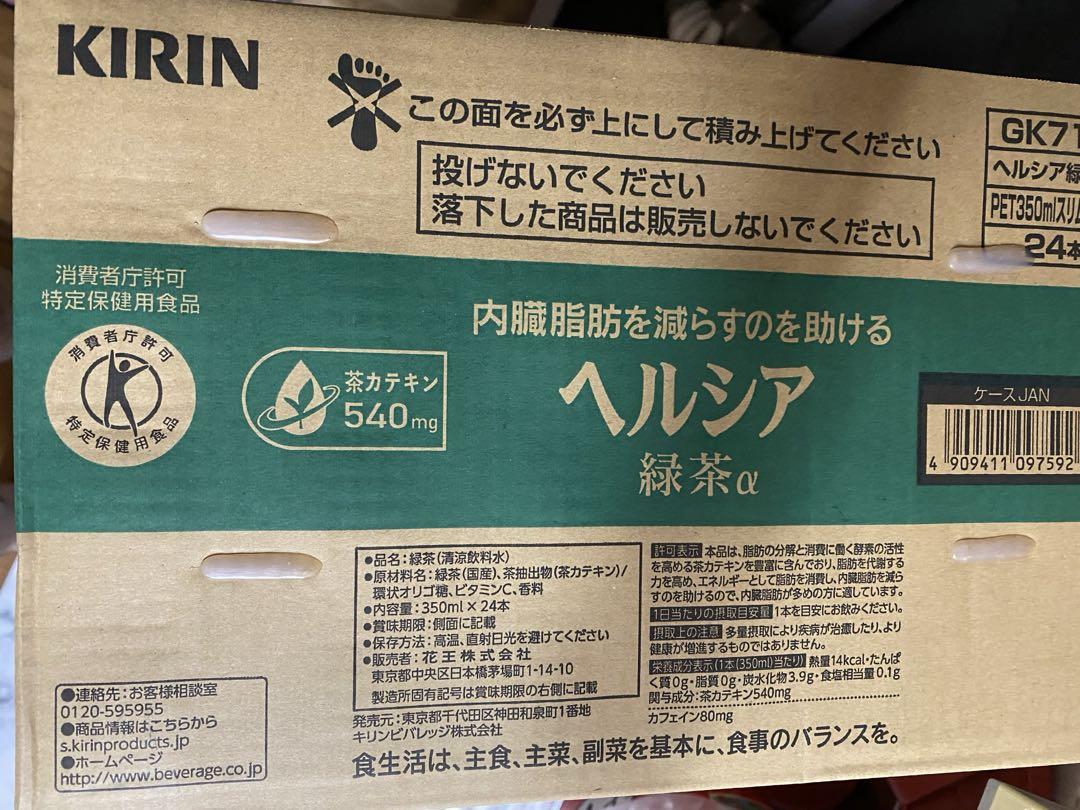 KIRIN
この面を必ず上にして積み上げてください
投げないでください
落下した商品は販売しないでください
GK71
ヘルシア緑
PET350mlスリム
24本
消費者庁許可
特定保健用食品
消費者庁許可
特定保健用食品
茶カテキン
540mg
内臓脂肪を減らすのを助ける
ヘルシア
緑茶α
ケースJAN
4 909411 097592
●品名:緑茶(清涼飲料水)
●原材料名:緑茶(国産)、茶抽出物(茶カテキン)/
環状オリゴ糖、ビタミンC、香料
●内容量:350ml×24本
●賞味期限:側面に記載
●保存方法:高温、直射日光を避けてください
●販売者:花王株式会社
東京都中央区日本橋茅場町1-14-10
製造所固有記号は賞味期限の右側に記載
発売元:東京都千代田区神田和泉町1番地
キリンビバレッジ株式会社
許可表示 本品は、脂肪の分解と消費に働く酵素の活性
を高める茶カテキンを豊富に含んでおり、脂肪を代謝する
力を高め、エネルギーとして脂肪を消費し、内臓脂肪を減ら
すのを助けるので、内臓脂肪が多めの方に適しています。
1日当たりの摂取目安量 1本を目安にお飲みください。
摂取上の注意 多量摂取により疾病が治癒したり、より
健康が増進するものではありません。
栄養成分表示(1本(350ml)当たり) 熱量14kcal・たんぱ
く質0g・脂質0g・炭水化物3.9g・食塩相当量0.1g
関与成分:茶カテキン540mg
カフェイン80mg
●連絡先:お客様相談室
0120-595955
●商品情報はこちらから
s.kirinproducts.jp
●ホームページ
http://www.beverage.co.jp
食生活は、主食、主菜、副菜を基本に、食事のバランスを。